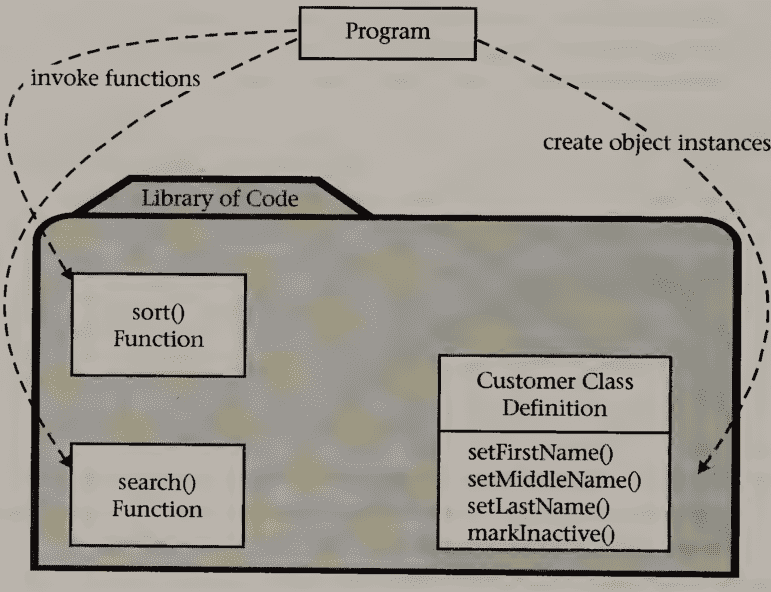 Program
invoke functions
create object instances
Library of Code
sort()
Function
Customer Class
Definition
setFirstName()
setMiddleName()
setLastName()
markInactive()
search()
Function